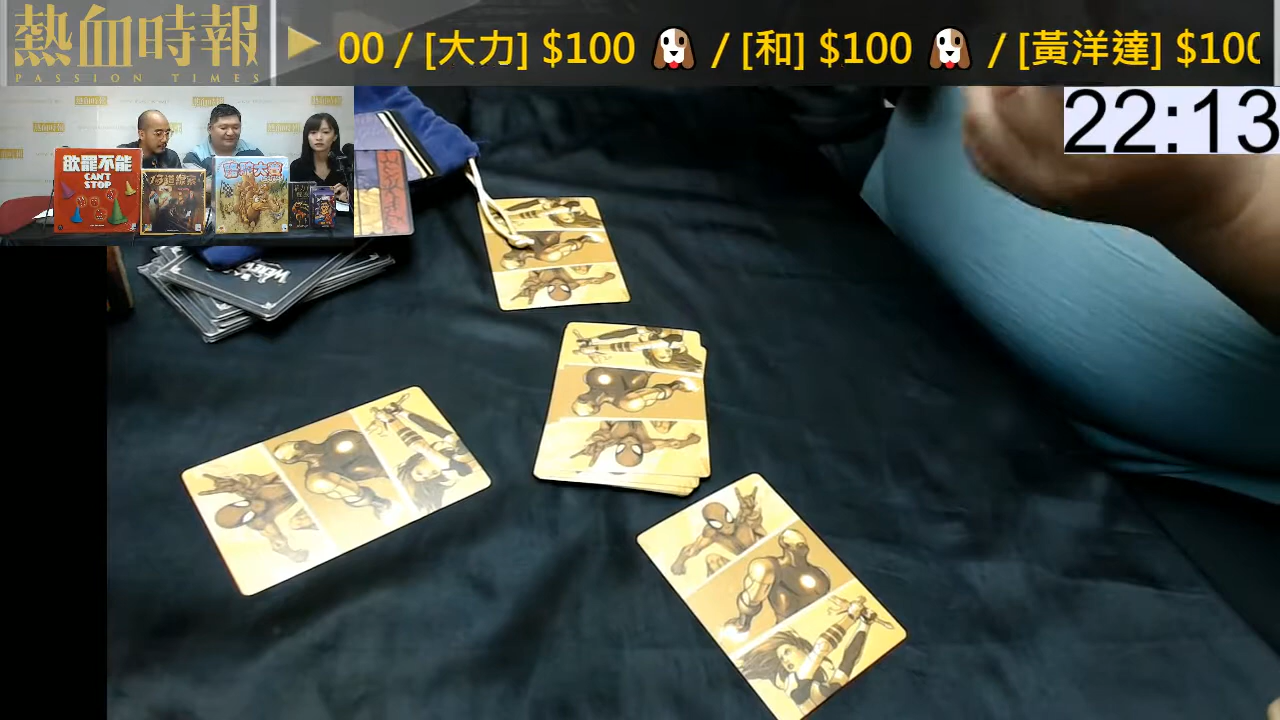 熱血時報
PASSION TIMES
00 / [大力] $100 / [和] $100 / [黃洋達] $100
22:13
欲罷不能
CAN'T
STOP